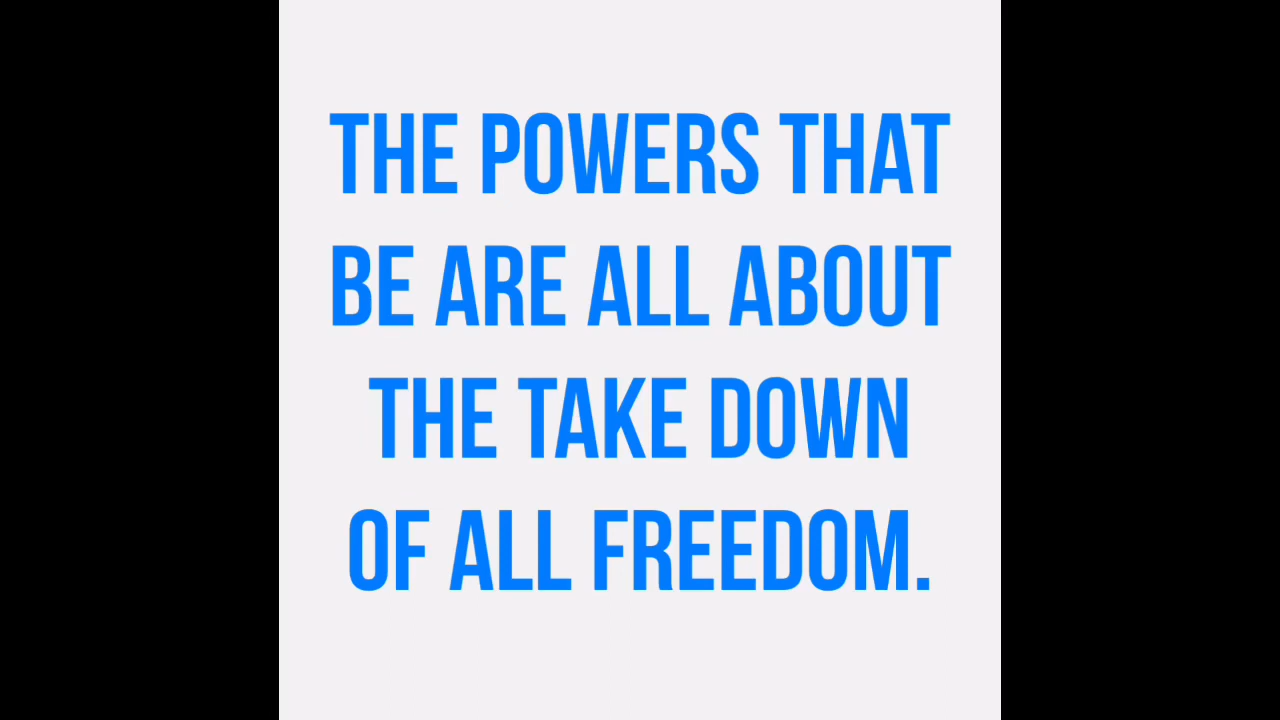 THE POWERS THAT
BE ARE ALL ABOUT
THE TAKE DOWN
OF ALL FREEDOM.